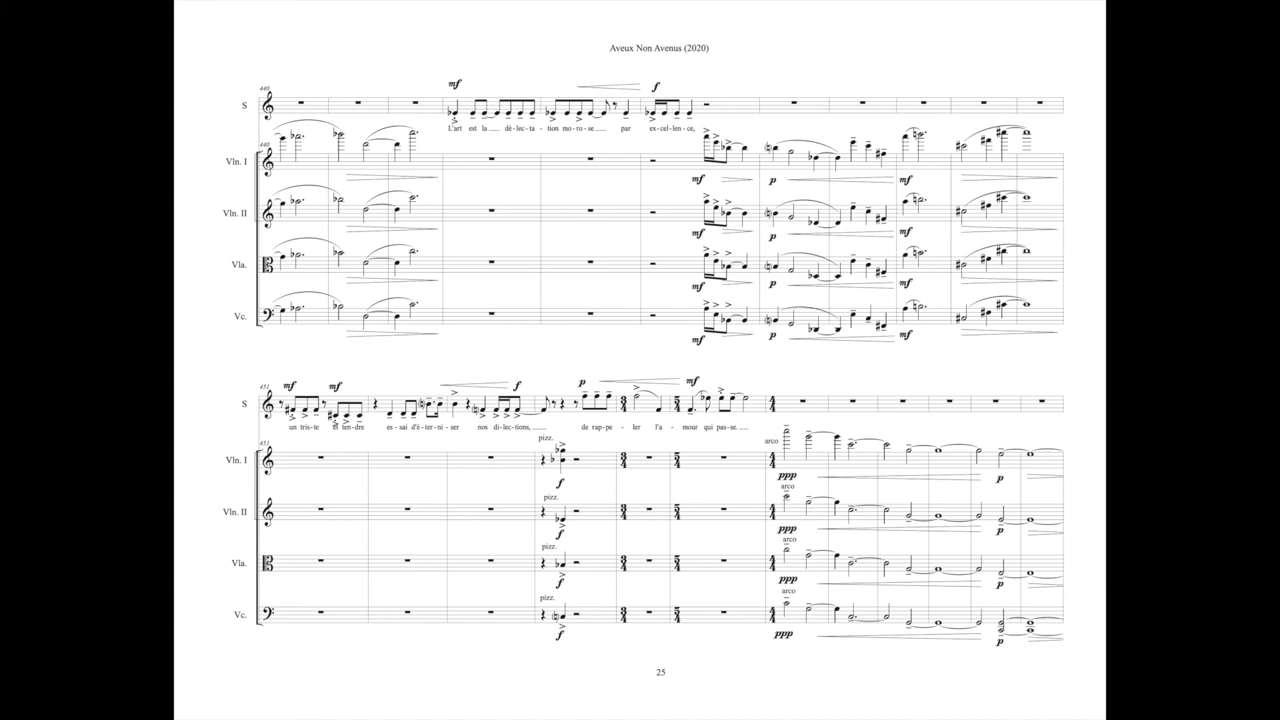 Aveux Non Avenus (2020)
440
mf f
S
L'art est la dè-lec-ta-tion mo-ro-se par ex-cel-len-ce,
440
Vln. I
mf p mf
Vln. II
mf p mf
Vla.
mf p mf
Vc.
mf p mf
451
mf mf f p mf
S
un tris-te et ten-dre es-sai d'è-ter-ni-ser nos di-lec-tions, de rap-pe-ler l'a-mour qui pas-se.
451
pizz. arco
Vln. I
f ppp p
pizz. arco
Vln. II
f ppp p
pizz. arco
Vla.
f ppp p
pizz. arco
Vc.
f ppp p
25